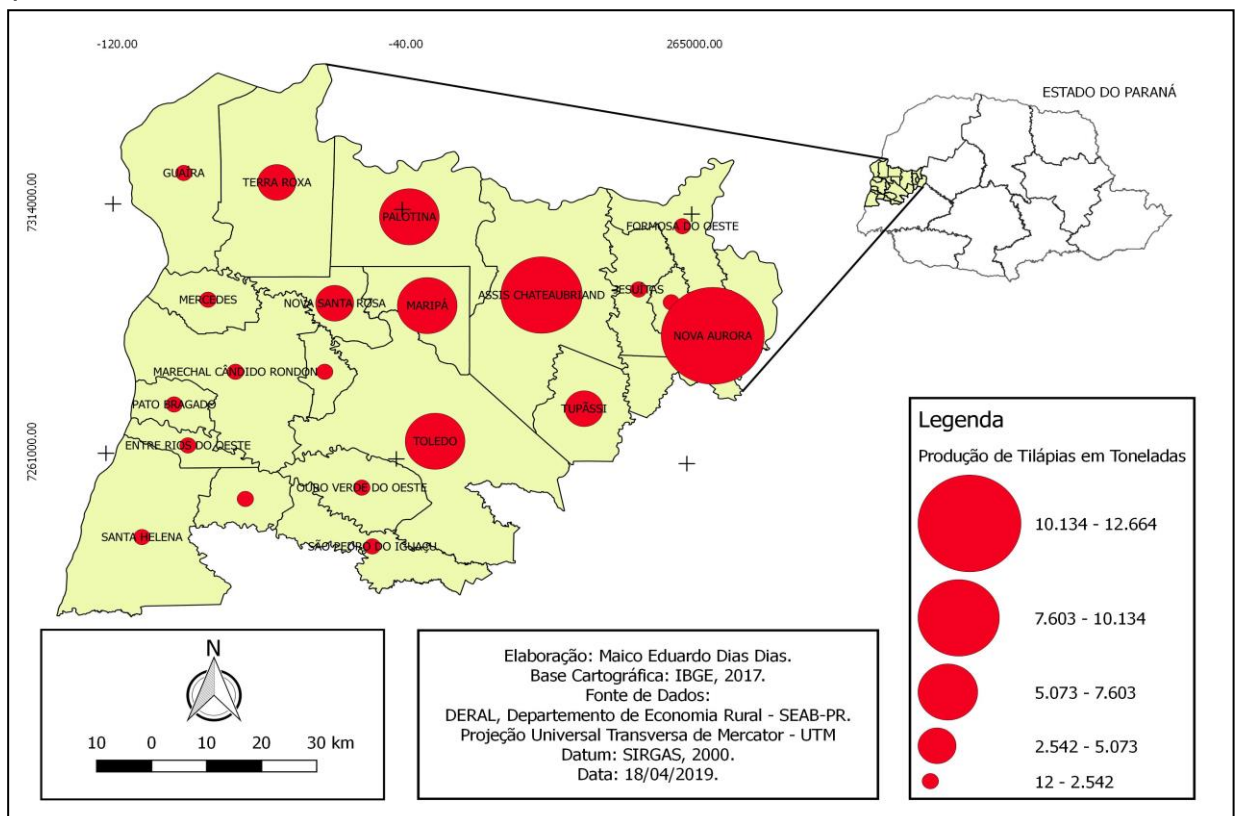 -120.00
-40.00
265000.00
ESTADO DO PARANÁ
7314000.00
GUAÍRA
TERRA ROXA
PALOTINA
FORMOSA DO OESTE
MERCEDES
NOVA SANTA ROSA
MARIPÁ
ASSIS CHATEAUBRIAND
JESUITAS
NOVA AURORA
MARECHAL CÂNDIDO RONDON
PATO BRAGADO
TUPÃSSI
7261000.00
ENTRE RIOS DO OESTE
TOLEDO
OURO VERDE DO OESTE
SANTA HELENA
SÃO PEDRO DO IGUAÇU
Legenda
Produção de Tilápias em Toneladas
10.134 - 12.664
7.603 - 10.134
5.073 - 7.603
2.542 - 5.073
12 - 2.542
N
10 0 10 20 30 km
Elaboração: Maico Eduardo Dias Dias.
Base Cartográfica: IBGE, 2017.
Fonte de Dados:
DERAL, Departemento de Economia Rural - SEAB-PR.
Projeção Universal Transversa de Mercator - UTM
Datum: SIRGAS, 2000.
Data: 18/04/2019.